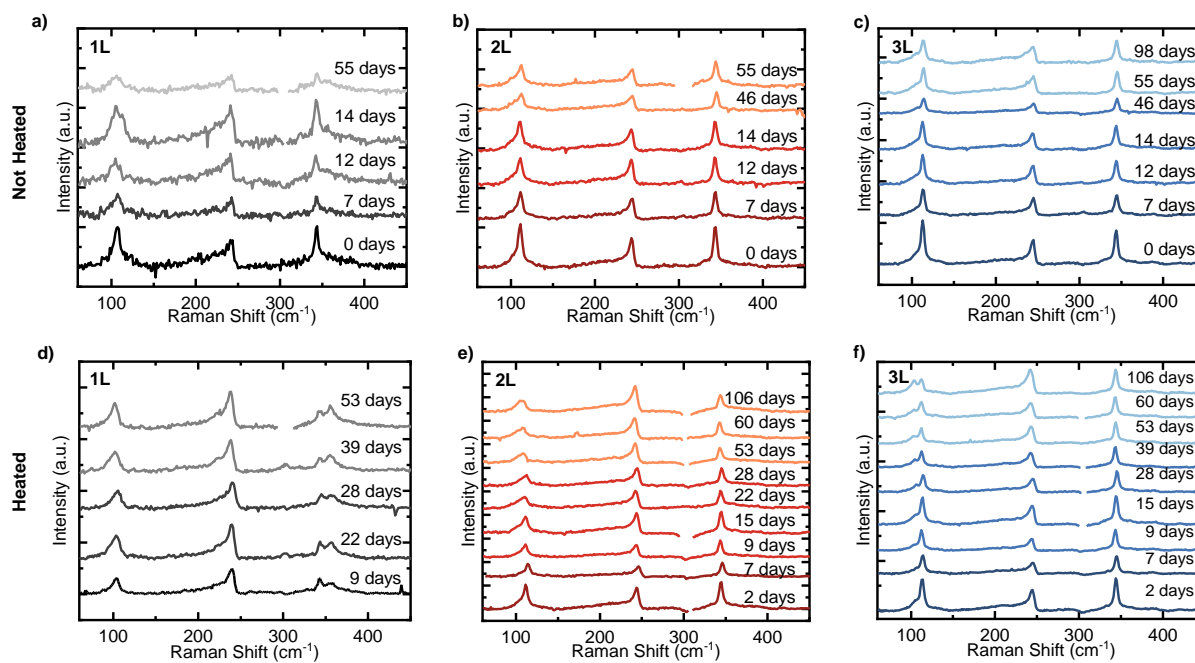 a)
1L
55 days
14 days
12 days
7 days
0 days
100 200 300 400
Raman Shift (cm⁻¹)
Intensity (a.u.)
Not Heated
b)
2L
55 days
46 days
14 days
12 days
7 days
0 days
100 200 300 400
Raman Shift (cm⁻¹)
Intensity (a.u.)
c)
3L
98 days
55 days
46 days
14 days
12 days
7 days
0 days
100 200 300 400
Raman Shift (cm⁻¹)
Intensity (a.u.)
d)
1L
53 days
39 days
28 days
22 days
9 days
100 200 300 400
Raman Shift (cm⁻¹)
Intensity (a.u.)
Heated
e)
2L
106 days
60 days
53 days
28 days
22 days
15 days
9 days
7 days
2 days
100 200 300 400
Raman Shift (cm⁻¹)
Intensity (a.u.)
f)
3L
106 days
60 days
53 days
39 days
28 days
15 days
9 days
7 days
2 days
100 200 300 400
Raman Shift (cm⁻¹)
Intensity (a.u.)